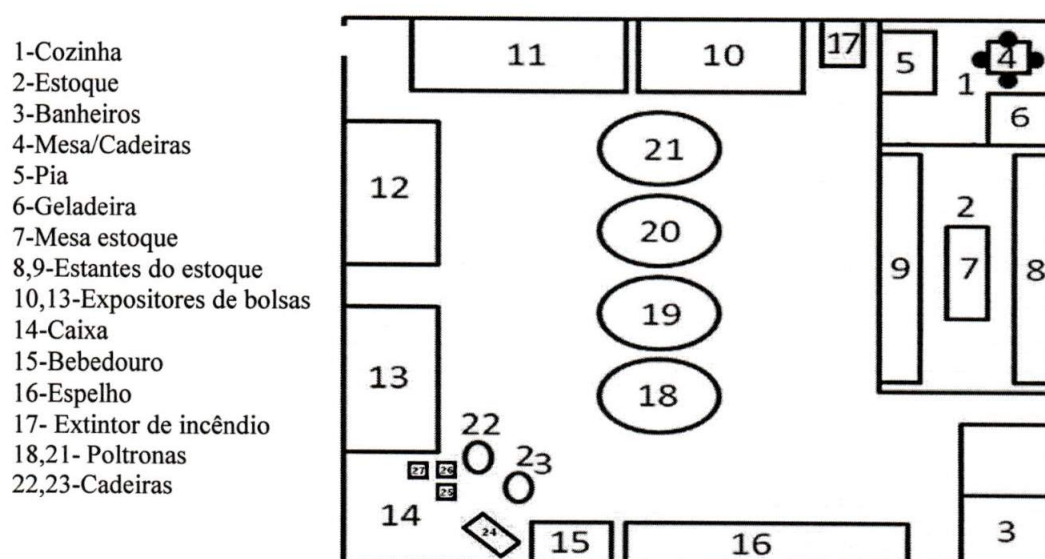 1-Cozinha
2-Estoque
3-Banheiros
4-Mesa/Cadeiras
5-Pia
6-Geladeira
7-Mesa estoque
8,9-Estantes do estoque
10,13-Expositores de bolsas
14-Caixa
15-Bebedouro
16-Espelho
17- Extintor de incêndio
18,21- Poltronas
22,23-Cadeiras
11
10
17
5
4
1
6
21
12
20
2
9
7
8
19
13
18
22
23
27
26
25
14
24
15
16
3